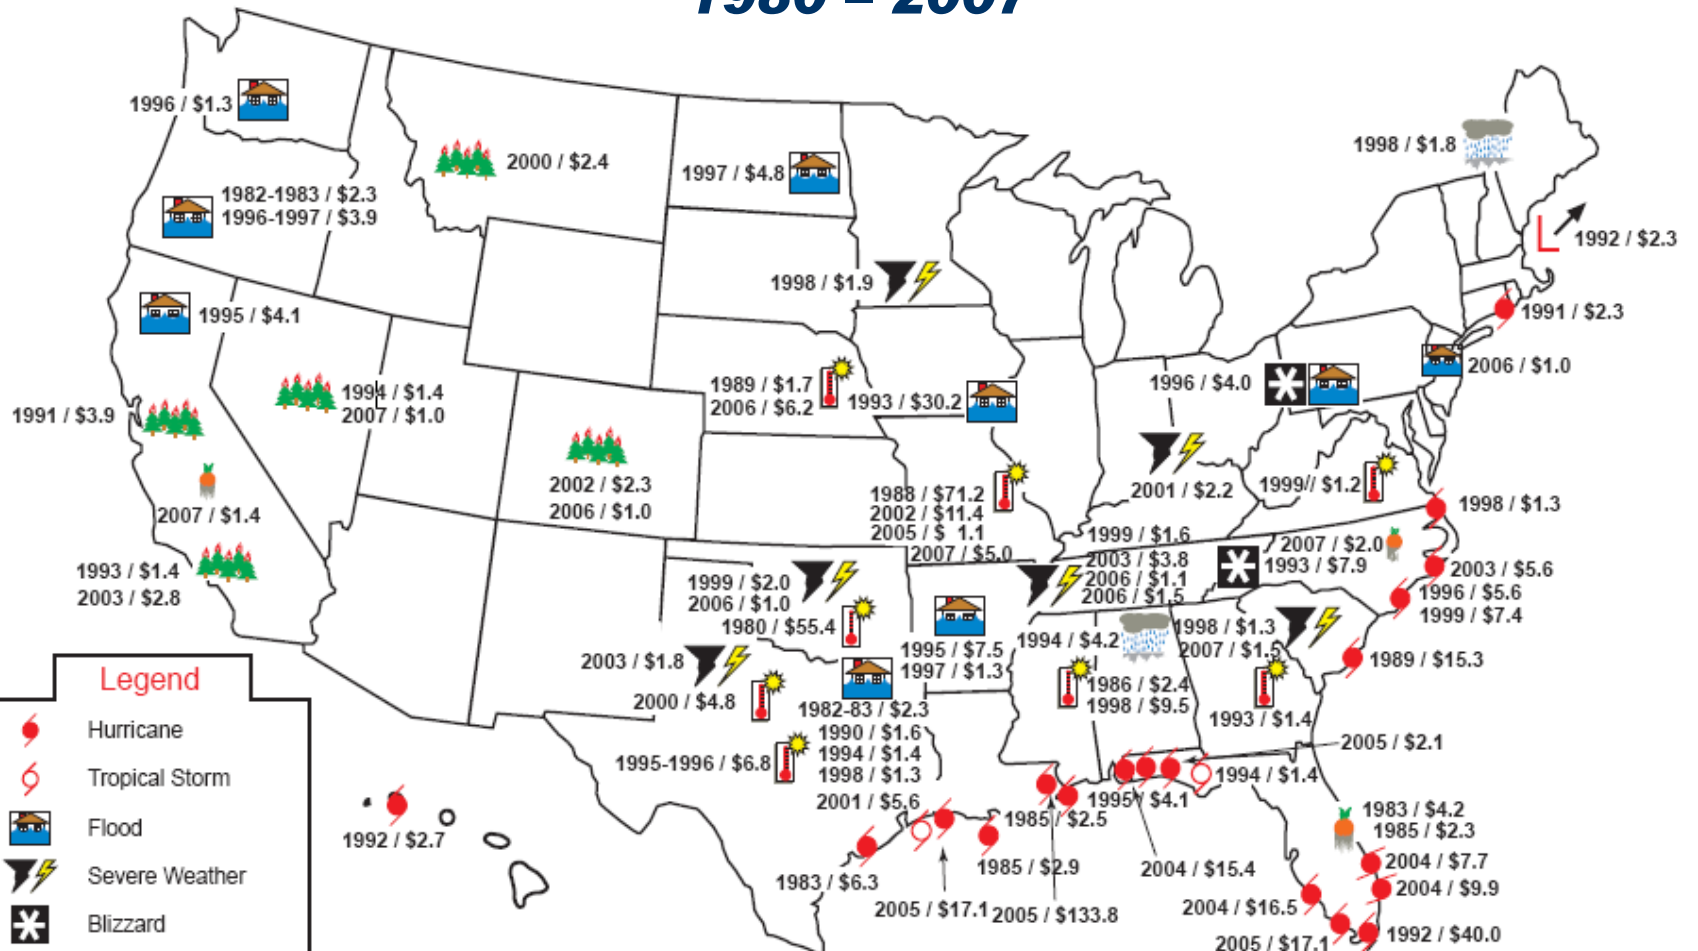 1980 – 2007
1996 / $1.3
2000 / $2.4
1997 / $4.8
1998 / $1.8
1982-1983 / $2.3
1996-1997 / $3.9
L
1992 / $2.3
1998 / $1.9
1995 / $4.1
1991 / $2.3
2006 / $1.0
1991 / $3.9
1994 / $1.4
2007 / $1.0
1989 / $1.7
2006 / $6.2
1993 / $30.2
1996 / $4.0
2002 / $2.3
2006 / $1.0
2007 / $1.4
1988 / $71.2
2002 / $11.4
2005 / $ 1.1
2007 / $5.0
2001 / $2.2
1999// $1.2
1998 / $1.3
1993 / $1.4
2003 / $2.8
1999 / $2.0
2006 / $1.0
1980 / $55.4
1999 / $1.6
2003 / $3.8
2006 / $1.1
2006 / $1.5
2007 / $2.0
1993 / $7.9
2003 / $5.6
1996 / $5.6
1999 / $7.4
2003 / $1.8
2000 / $4.8
1995 / $7.5
1997 / $1.3
1994 / $4.2
1998 / $1.3
2007 / $1.5
1989 / $15.3
1986 / $2.4
1998 / $9.5
1993 / $1.4
1982-83 / $2.3
1990 / $1.6
1994 / $1.4
1998 / $1.3
2001 / $5.6
1995-1996 / $6.8
2005 / $2.1
1994 / $1.4
1995 / $4.1
1985 / $2.5
1985 / $2.9
2004 / $15.4
1983 / $6.3
2005 / $17.1
2005 / $133.8
1983 / $4.2
1985 / $2.3
2004 / $7.7
2004 / $9.9
2004 / $16.5
2005 / $17.1
1992 / $40.0
1992 / $2.7
Legend
Hurricane
Tropical Storm
Flood
Severe Weather
Blizzard